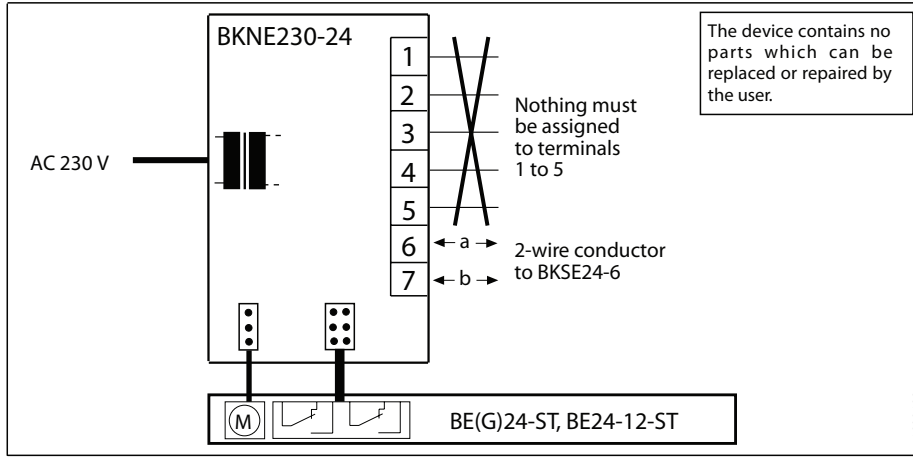 BKNE230-24
The device contains no
parts which can be
replaced or repaired by
the user.
1
2
3
4
5
6
7
Nothing must
be assigned
to terminals
1 to 5
AC 230 V
a
b
2-wire conductor
to BKSE24-6
M
BE(G)24-ST, BE24-12-ST